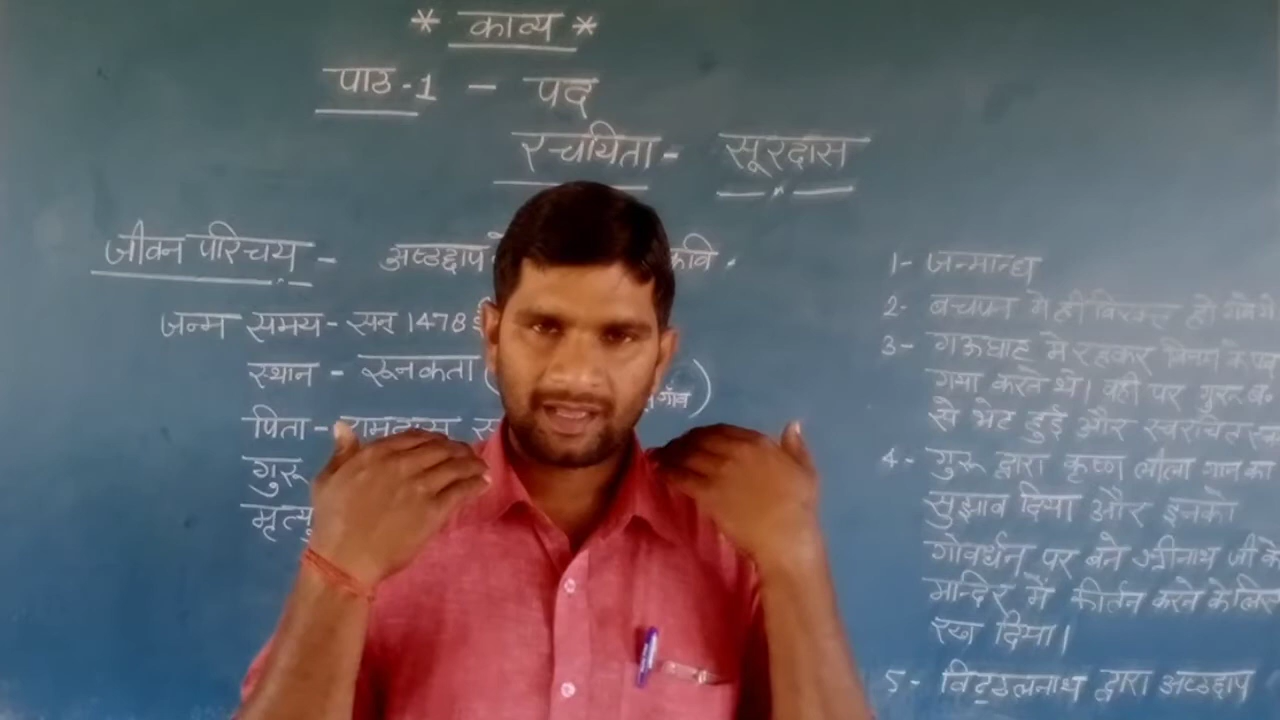 * काव्य *
पाठ-1 - पद
रचयिता - सूरदास
जीवन परिचय - अष्टछाप कवि -
जन्म समय - सन् 1478 ई
स्थान - रूनकता ( गाँव)
पिता - रामदास
गुरू
मृत्यु
1- जन्मान्ध
2- बचपन में ही विरक्त हो
3- गऊघाट में रहकर विनय के पद
गया करते थे। वही पर गुरू ब.
से भेट हुई और स्वरचित
4- गुरू द्वारा कृष्ण लीला गान का
सुझाव दिया और इनको
गोवर्धन पर बने श्रीनाथ जी के
मन्दिर में कीर्तन करने के लिए
रख दिया।
5- विट्ठलनाथ द्वारा अष्टछाप